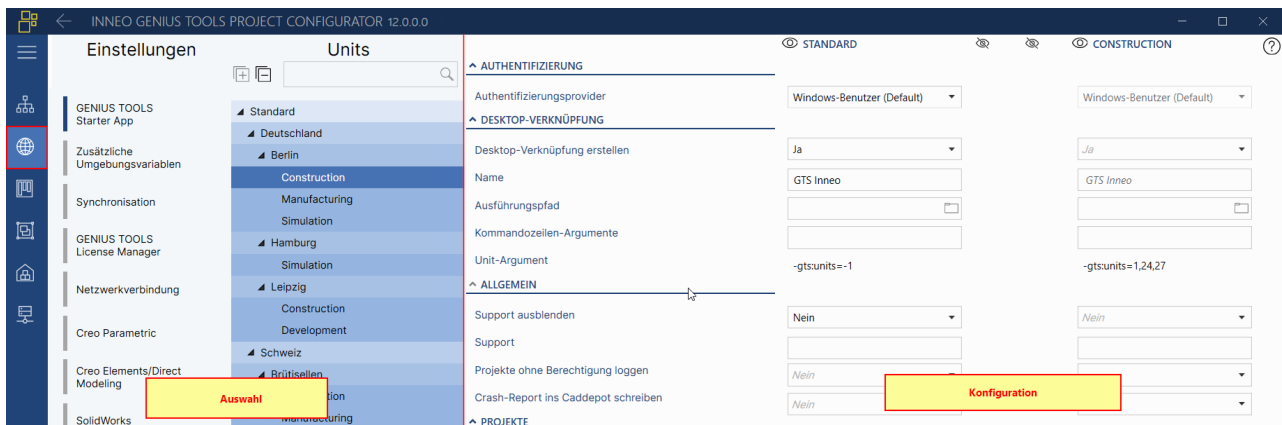 INNEO GENIUS TOOLS PROJECT CONFIGURATOR 12.0.0.0
Einstellungen
GENIUS TOOLS
Starter App
Zusätzliche
Umgebungsvariablen
Synchronisation
GENIUS TOOLS
License Manager
Netzwerkverbindung
Creo Parametric
Creo Elements/Direct
Modeling
SolidWorks
Units
Standard
Deutschland
Berlin
Construction
Manufacturing
Simulation
Hamburg
Simulation
Leipzig
Construction
Development
Schweiz
Brütisellen
Auswahl
STANDARD
CONSTRUCTION
AUTHENTIFIZIERUNG
Authentifizierungsprovider
Windows-Benutzer (Default)
Windows-Benutzer (Default)
DESKTOP-VERKNÜPFUNG
Desktop-Verknüpfung erstellen
Ja
Ja
Name
GTS Inneo
GTS Inneo
Ausführungspfad
Kommandozeilen-Argumente
Unit-Argument
-gts:units=-1
-gts:units=1,24,27
ALLGEMEIN
Support ausblenden
Nein
Nein
Support
Projekte ohne Berechtigung loggen
Nein
Crash-Report ins Caddepot schreiben
Nein
Konfiguration
PROJEKTE